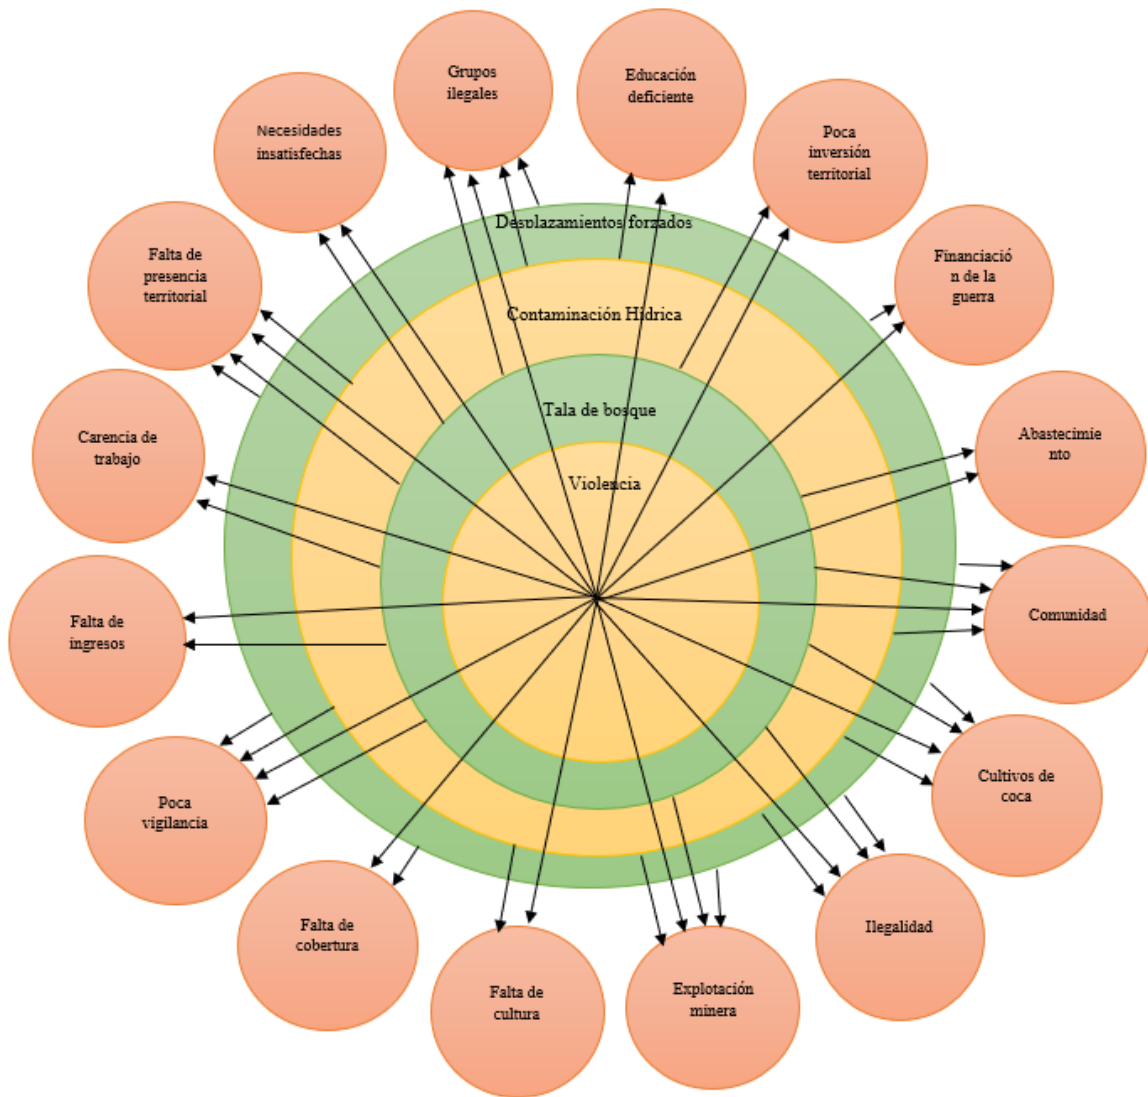 Grupos
ilegales
Educación
deficiente
Necesidades
insatisfechas
Poca
inversión
territorial
Desplazamientos forzados
Falta de
presencia
territorial
Financiació
n de la
guerra
Contaminación Hídrica
Tala de bosque
Carencia de
trabajo
Abastecimie
nto
Violencia
Falta de
ingresos
Comunidad
Poca
vigilancia
Cultivos de
coca
Falta de
cobertura
Ilegalidad
Falta de
cultura
Explotación
minera